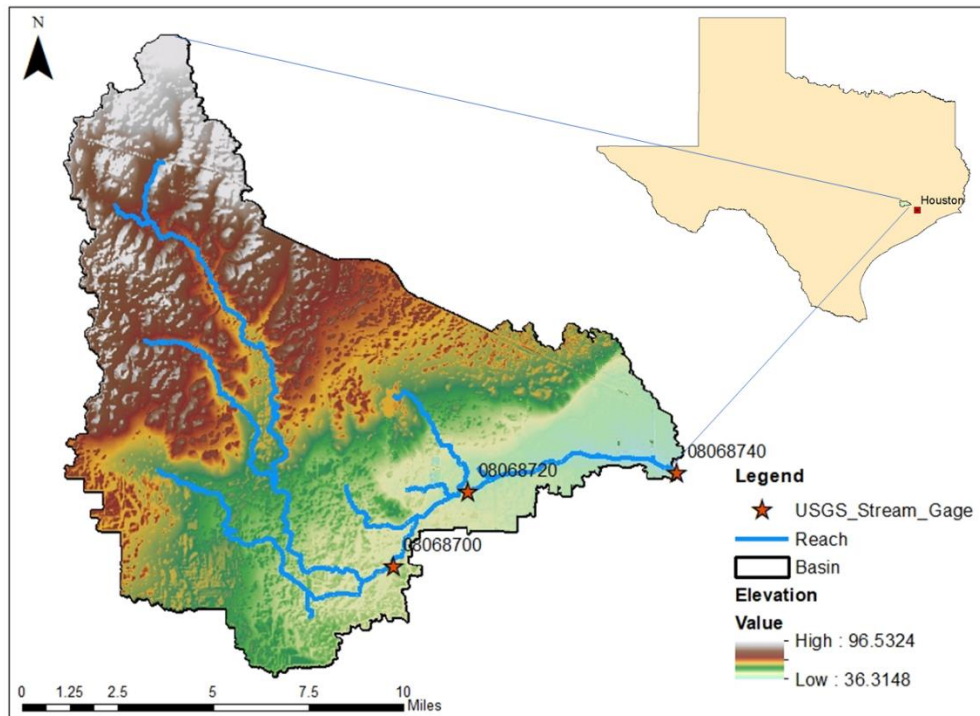 N
Houston
08068740
08068720
08068700
Legend
USGS_Stream_Gage
Reach
Basin
Elevation
Value
High : 96.5324
Low : 36.3148
0 1.25 2.5 5 7.5 10
Miles